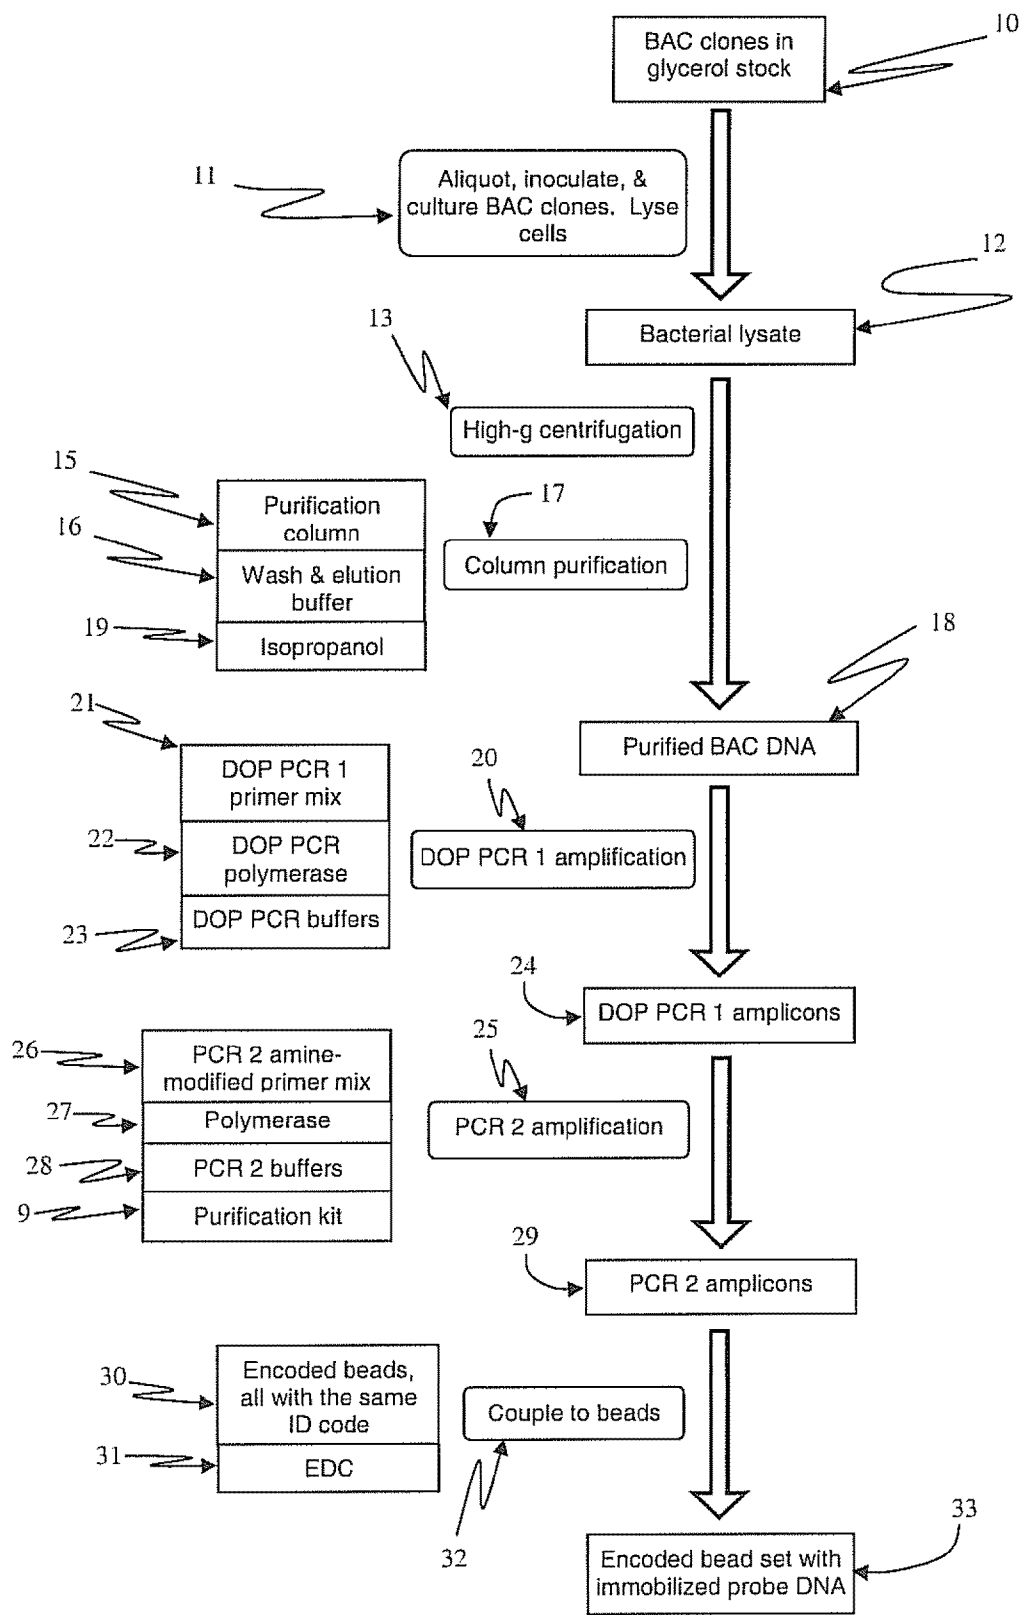 10
BAC clones in
glycerol stock
11
Aliquot, inoculate, &
culture BAC clones.  Lyse
cells
12
Bacterial lysate
13
High-g centrifugation
15
Purification
column
17
16
Wash & elution
buffer
Column purification
19
Isopropanol
18
Purified BAC DNA
21
DOP PCR 1
primer mix
20
22
DOP PCR
polymerase
DOP PCR 1 amplification
23
DOP PCR buffers
24
DOP PCR 1 amplicons
26
PCR 2 amine-
modified primer mix
25
27
Polymerase
PCR 2 amplification
28
PCR 2 buffers
9
Purification kit
29
PCR 2 amplicons
30
Encoded beads,
all with the same
ID code
Couple to beads
31
EDC
32
33
Encoded bead set with
immobilized probe DNA